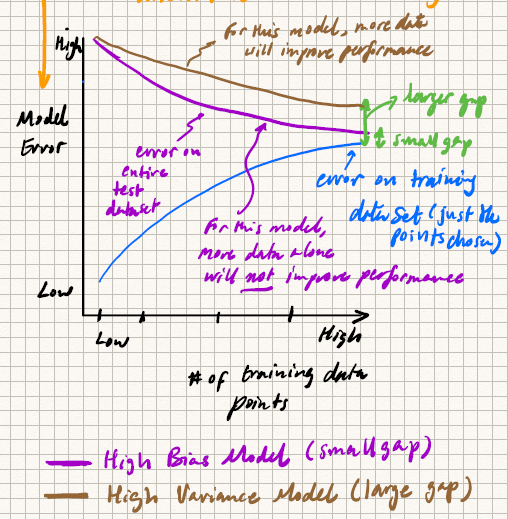 For this model, more data
will improve performance
High
larger gap
Model
Error
small gap
error on
entire
test
dataset
error on training
dataset (just the
points chosen)
For this model,
more data alone
will not improve performance
Low
Low
High
# of training data
points
High Bias Model (small gap)
High Variance Model (large gap)